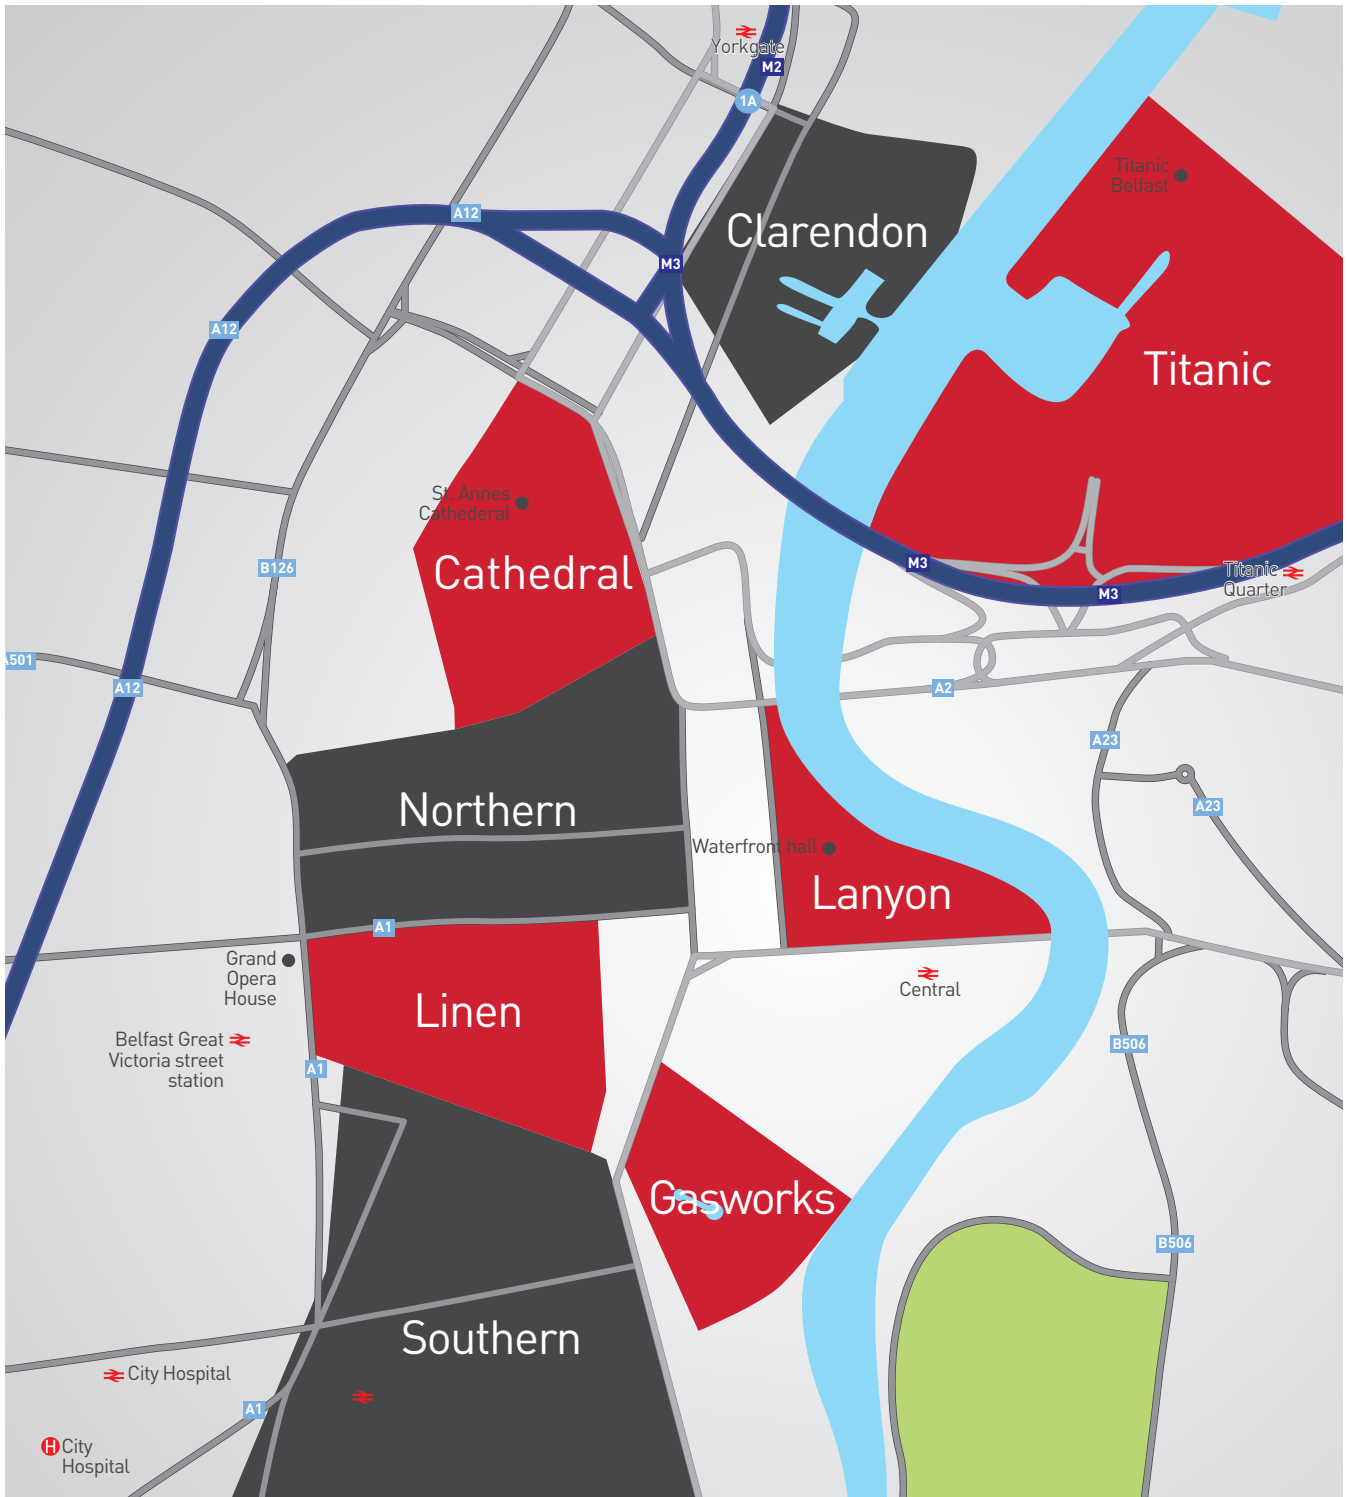 Yorkgate
M2
1A
Titanic
Belfast
A12
Clarendon
M3
A12
Titanic
St. Annes
Cathederal
B126
Cathedral
M3
Titanic
Quarter
M3
A501
A12
A2
A23
A23
Northern
Waterfront hall
Lanyon
A1
Grand
Opera
House
Central
Linen
Belfast Great
Victoria street
station
A1
B506
Gasworks
B506
Southern
City Hospital
A1
H
City
Hospital